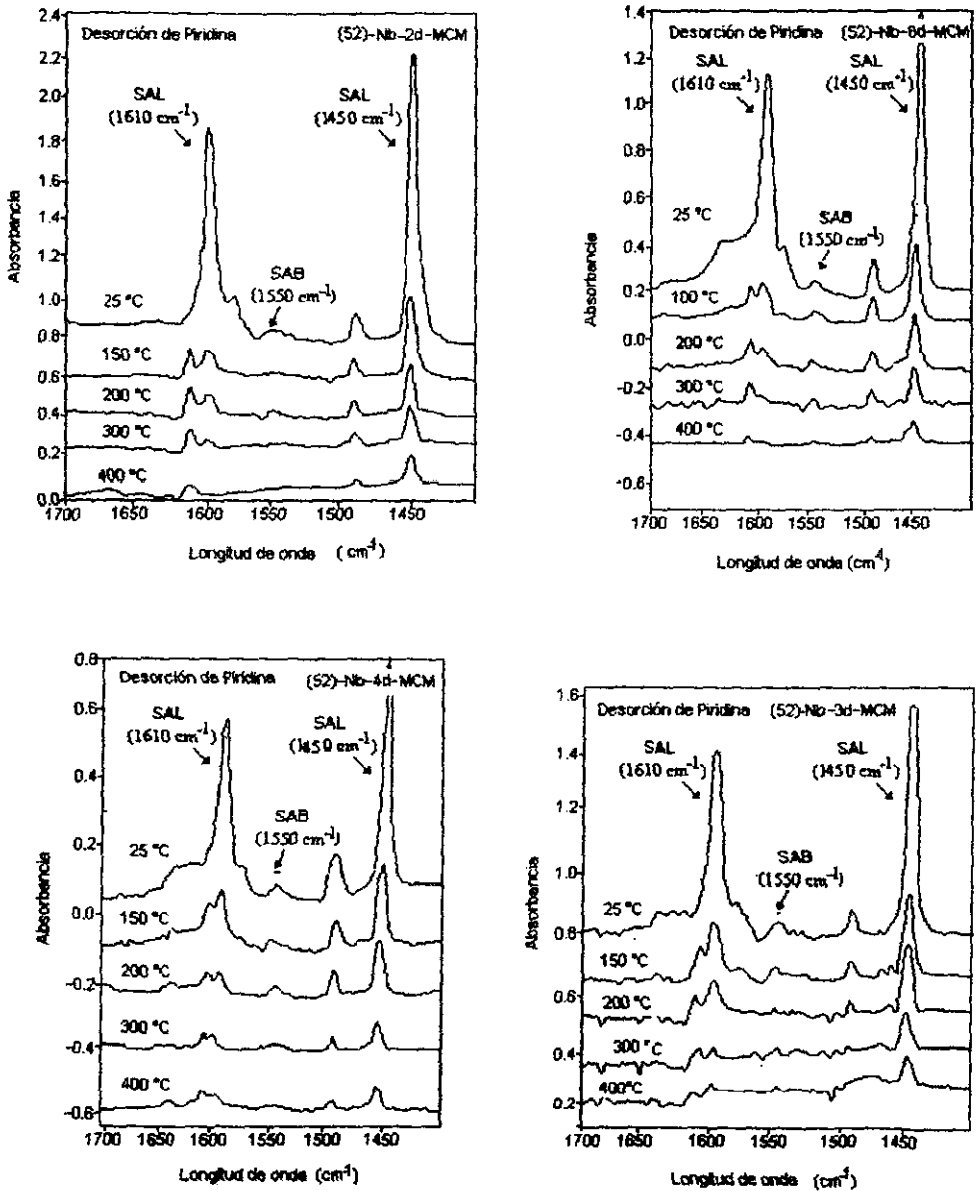 Desorción de Piridina (52)-Nb-2d-MCM
SAL
(1610 cm⁻¹)
SAL
(1450 cm⁻¹)
SAB
(1550 cm⁻¹)
25 °C
150 °C
200 °C
300 °C
400 °C
Absorbancia
2.4
2.2
2.0
1.8
1.6
1.4
1.2
1.0
0.8
0.6
0.4
0.2
0.0
1700 1650 1600 1550 1500 1450
Longitud de onda (cm⁻¹)
Desorción de Piridina (52)-Nb-8d-MCM
SAL
(1610 cm⁻¹)
SAL
(1450 cm⁻¹)
SAB
(1550 cm⁻¹)
25 °C
100 °C
200 °C
300 °C
400 °C
Absorbancia
1.4
1.2
1.0
0.8
0.6
0.4
0.2
0.0
-0.2
-0.4
-0.6
1700 1650 1600 1550 1500 1450
Longitud de onda (cm⁻¹)
Desorción de Piridina (52)-Nb-4d-MCM
SAL
(1610 cm⁻¹)
SAL
(1450 cm⁻¹)
SAB
(1550 cm⁻¹)
25 °C
150 °C
200 °C
300 °C
400 °C
Absorbancia
0.8
0.6
0.4
0.2
0.0
-0.2
-0.4
-0.6
1700 1650 1600 1550 1500 1450
Longitud de onda (cm⁻¹)
Desorción de Piridina (52)-Nb-3d-MCM
SAL
(1610 cm⁻¹)
SAL
(1450 cm⁻¹)
SAB
(1550 cm⁻¹)
25 °C
150 °C
200 °C
300 °C
400°C
Absorbancia
1.6
1.4
1.2
1.0
0.8
0.6
0.4
0.2
1700 1650 1600 1550 1500 1450
Longitud de onda (cm⁻¹)